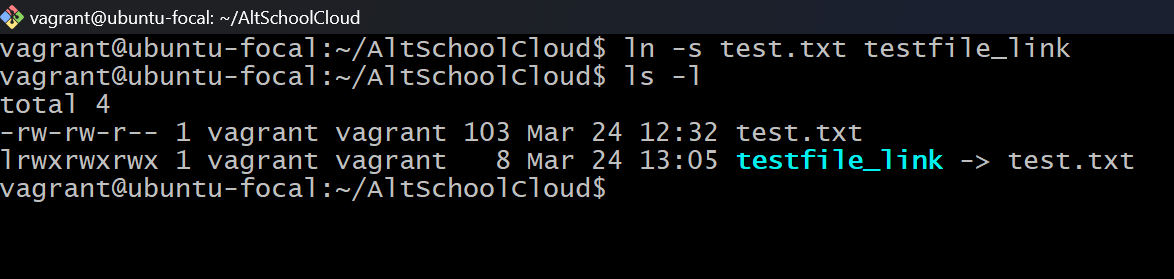 vagrant@ubuntu-focal: ~/AltSchoolCloud
vagrant@ubuntu-focal:~/AltSchoolCloud$ ln -s test.txt testfile_link
vagrant@ubuntu-focal:~/AltSchoolCloud$ ls -l
total 4
-rw-rw-r-- 1 vagrant vagrant 103 Mar 24 12:32 test.txt
lrwxrwxrwx 1 vagrant vagrant   8 Mar 24 13:05 testfile_link -> test.txt
vagrant@ubuntu-focal:~/AltSchoolCloud$